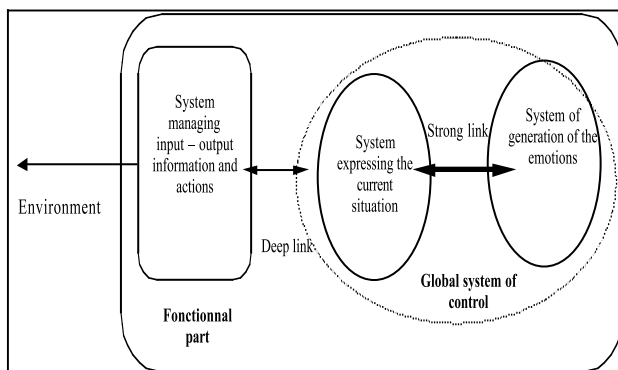 System
managing
input – output
information and
actions
Environment
Deep link
Fonctionnal
part
System
expressing the
current
situation
Strong link
System of
generation of the
emotions
Global system of
control